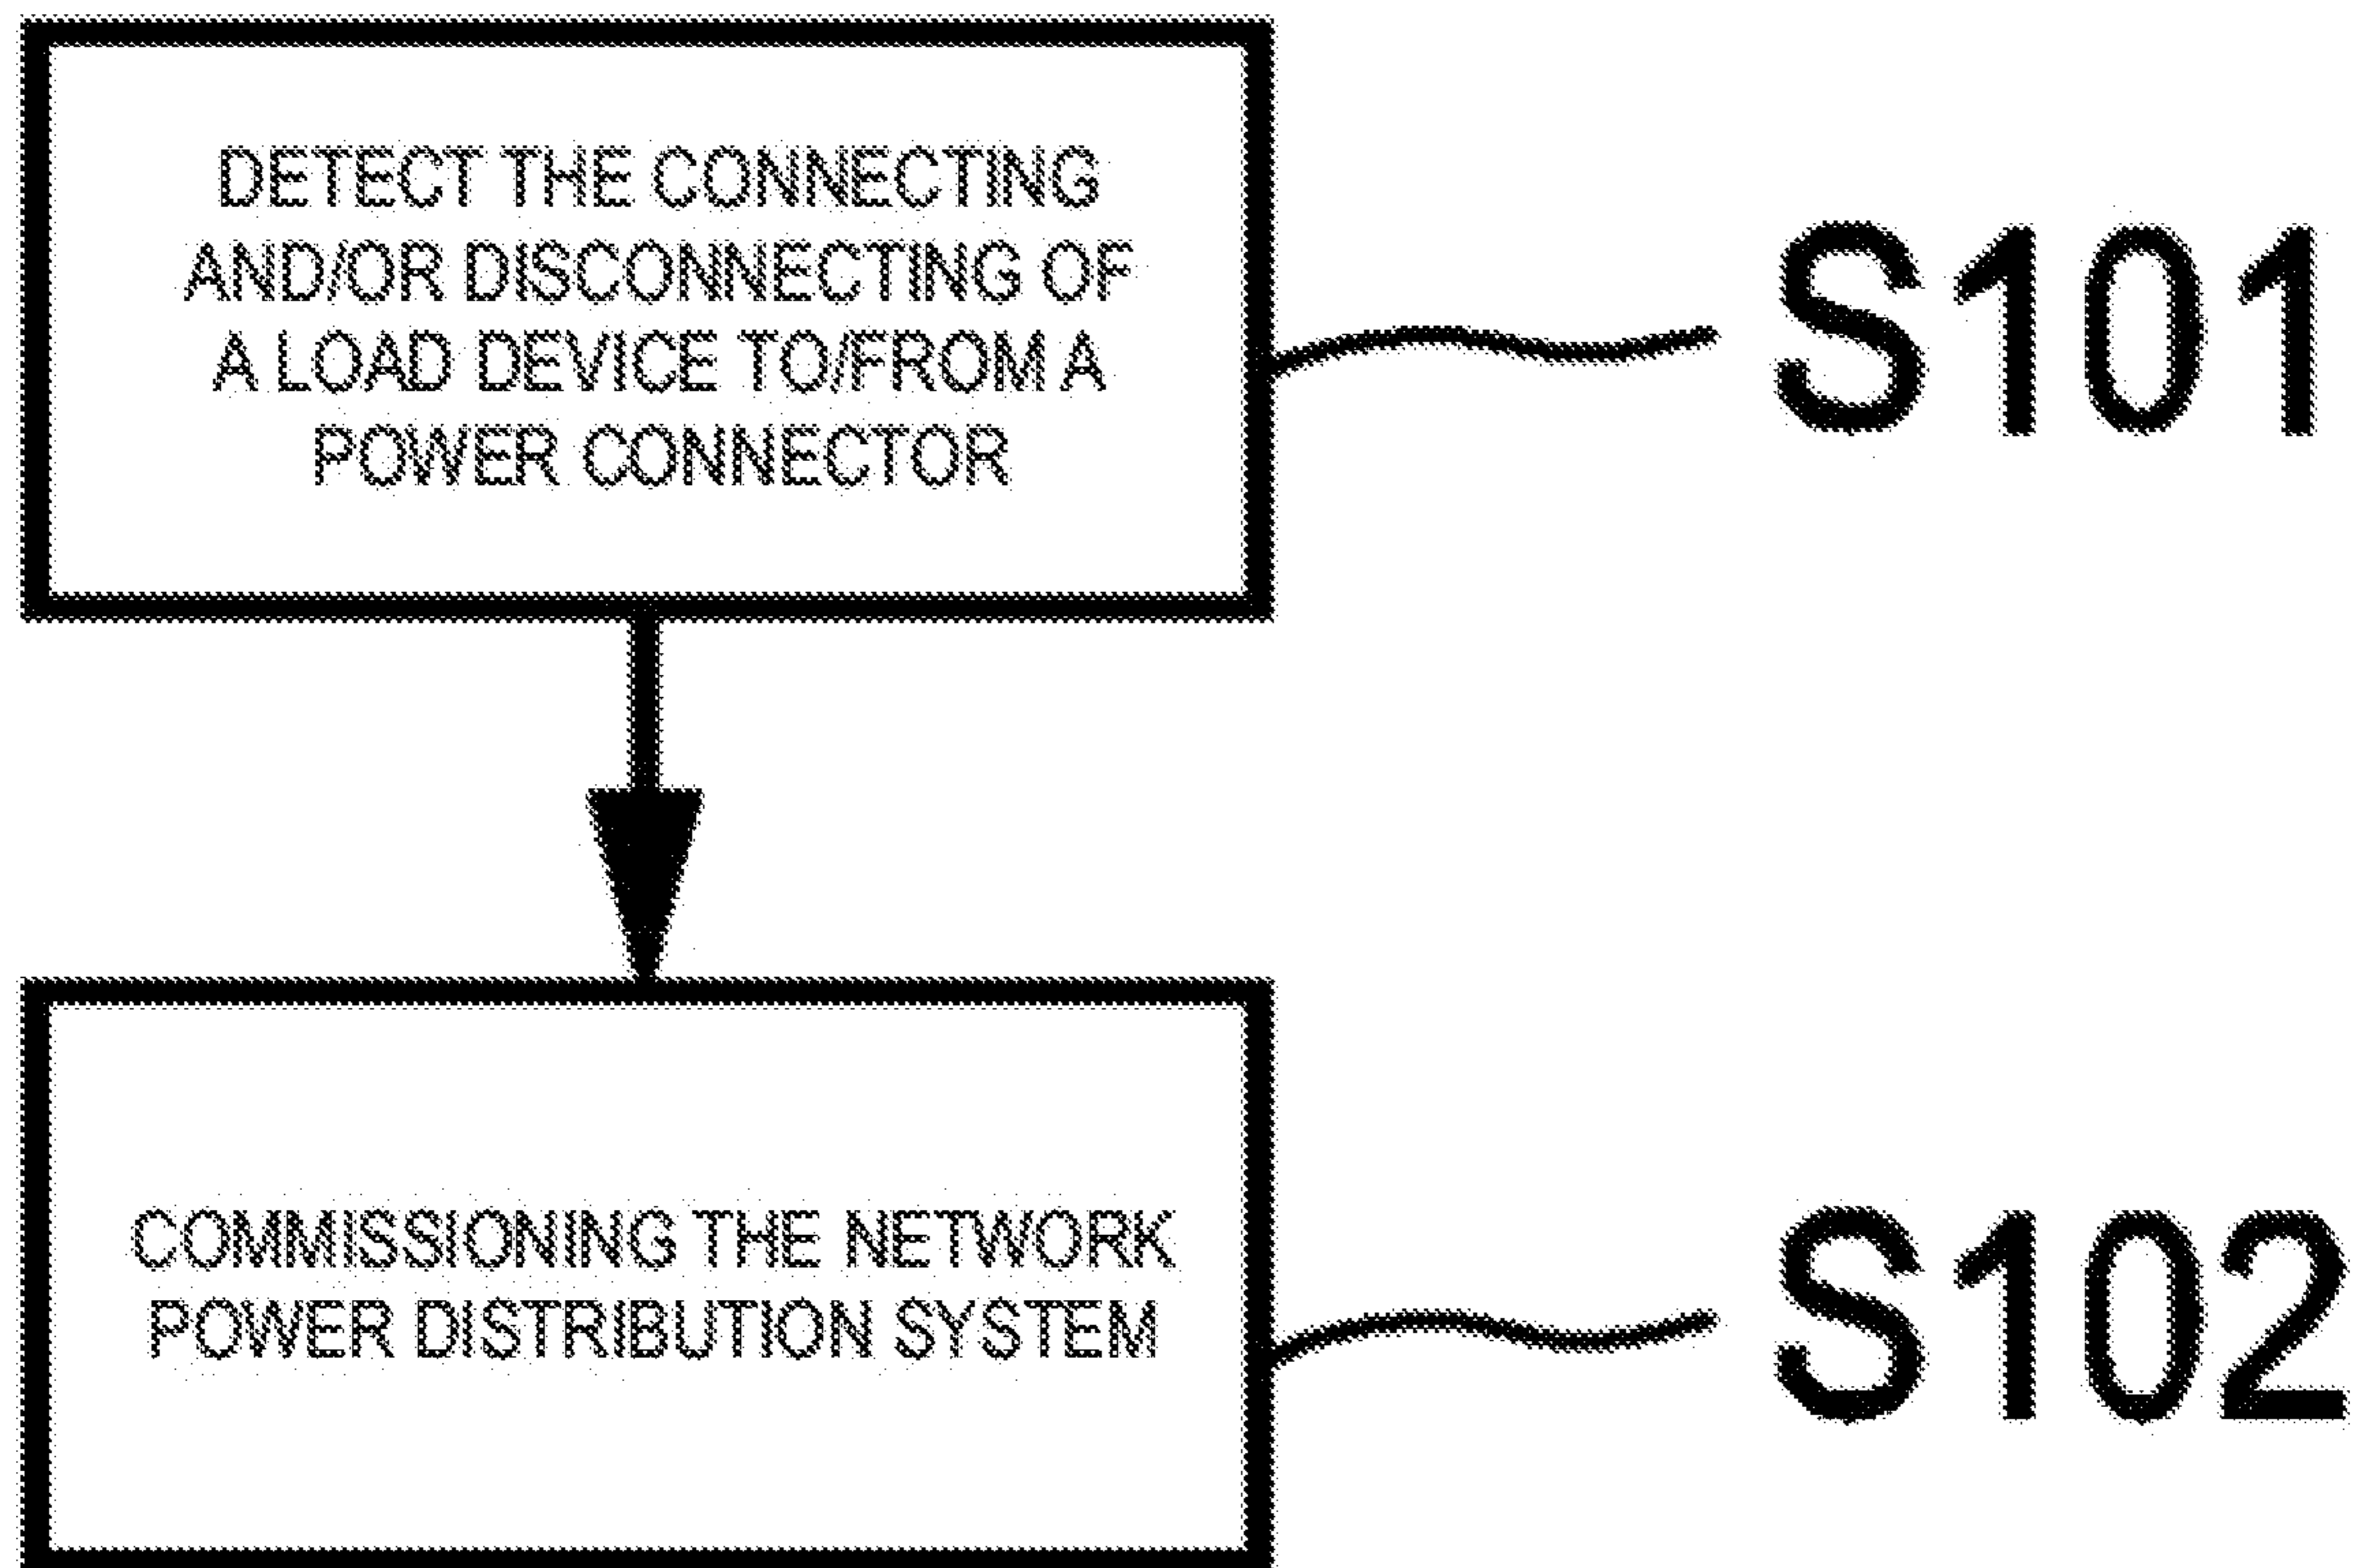 DETECT THE CONNECTING
AND/OR DISCONNECTING OF
A LOAD DEVICE TO/FROM A
POWER CONNECTOR
S101
COMMISSIONING THE NETWORK
POWER DISTRIBUTION SYSTEM
S102